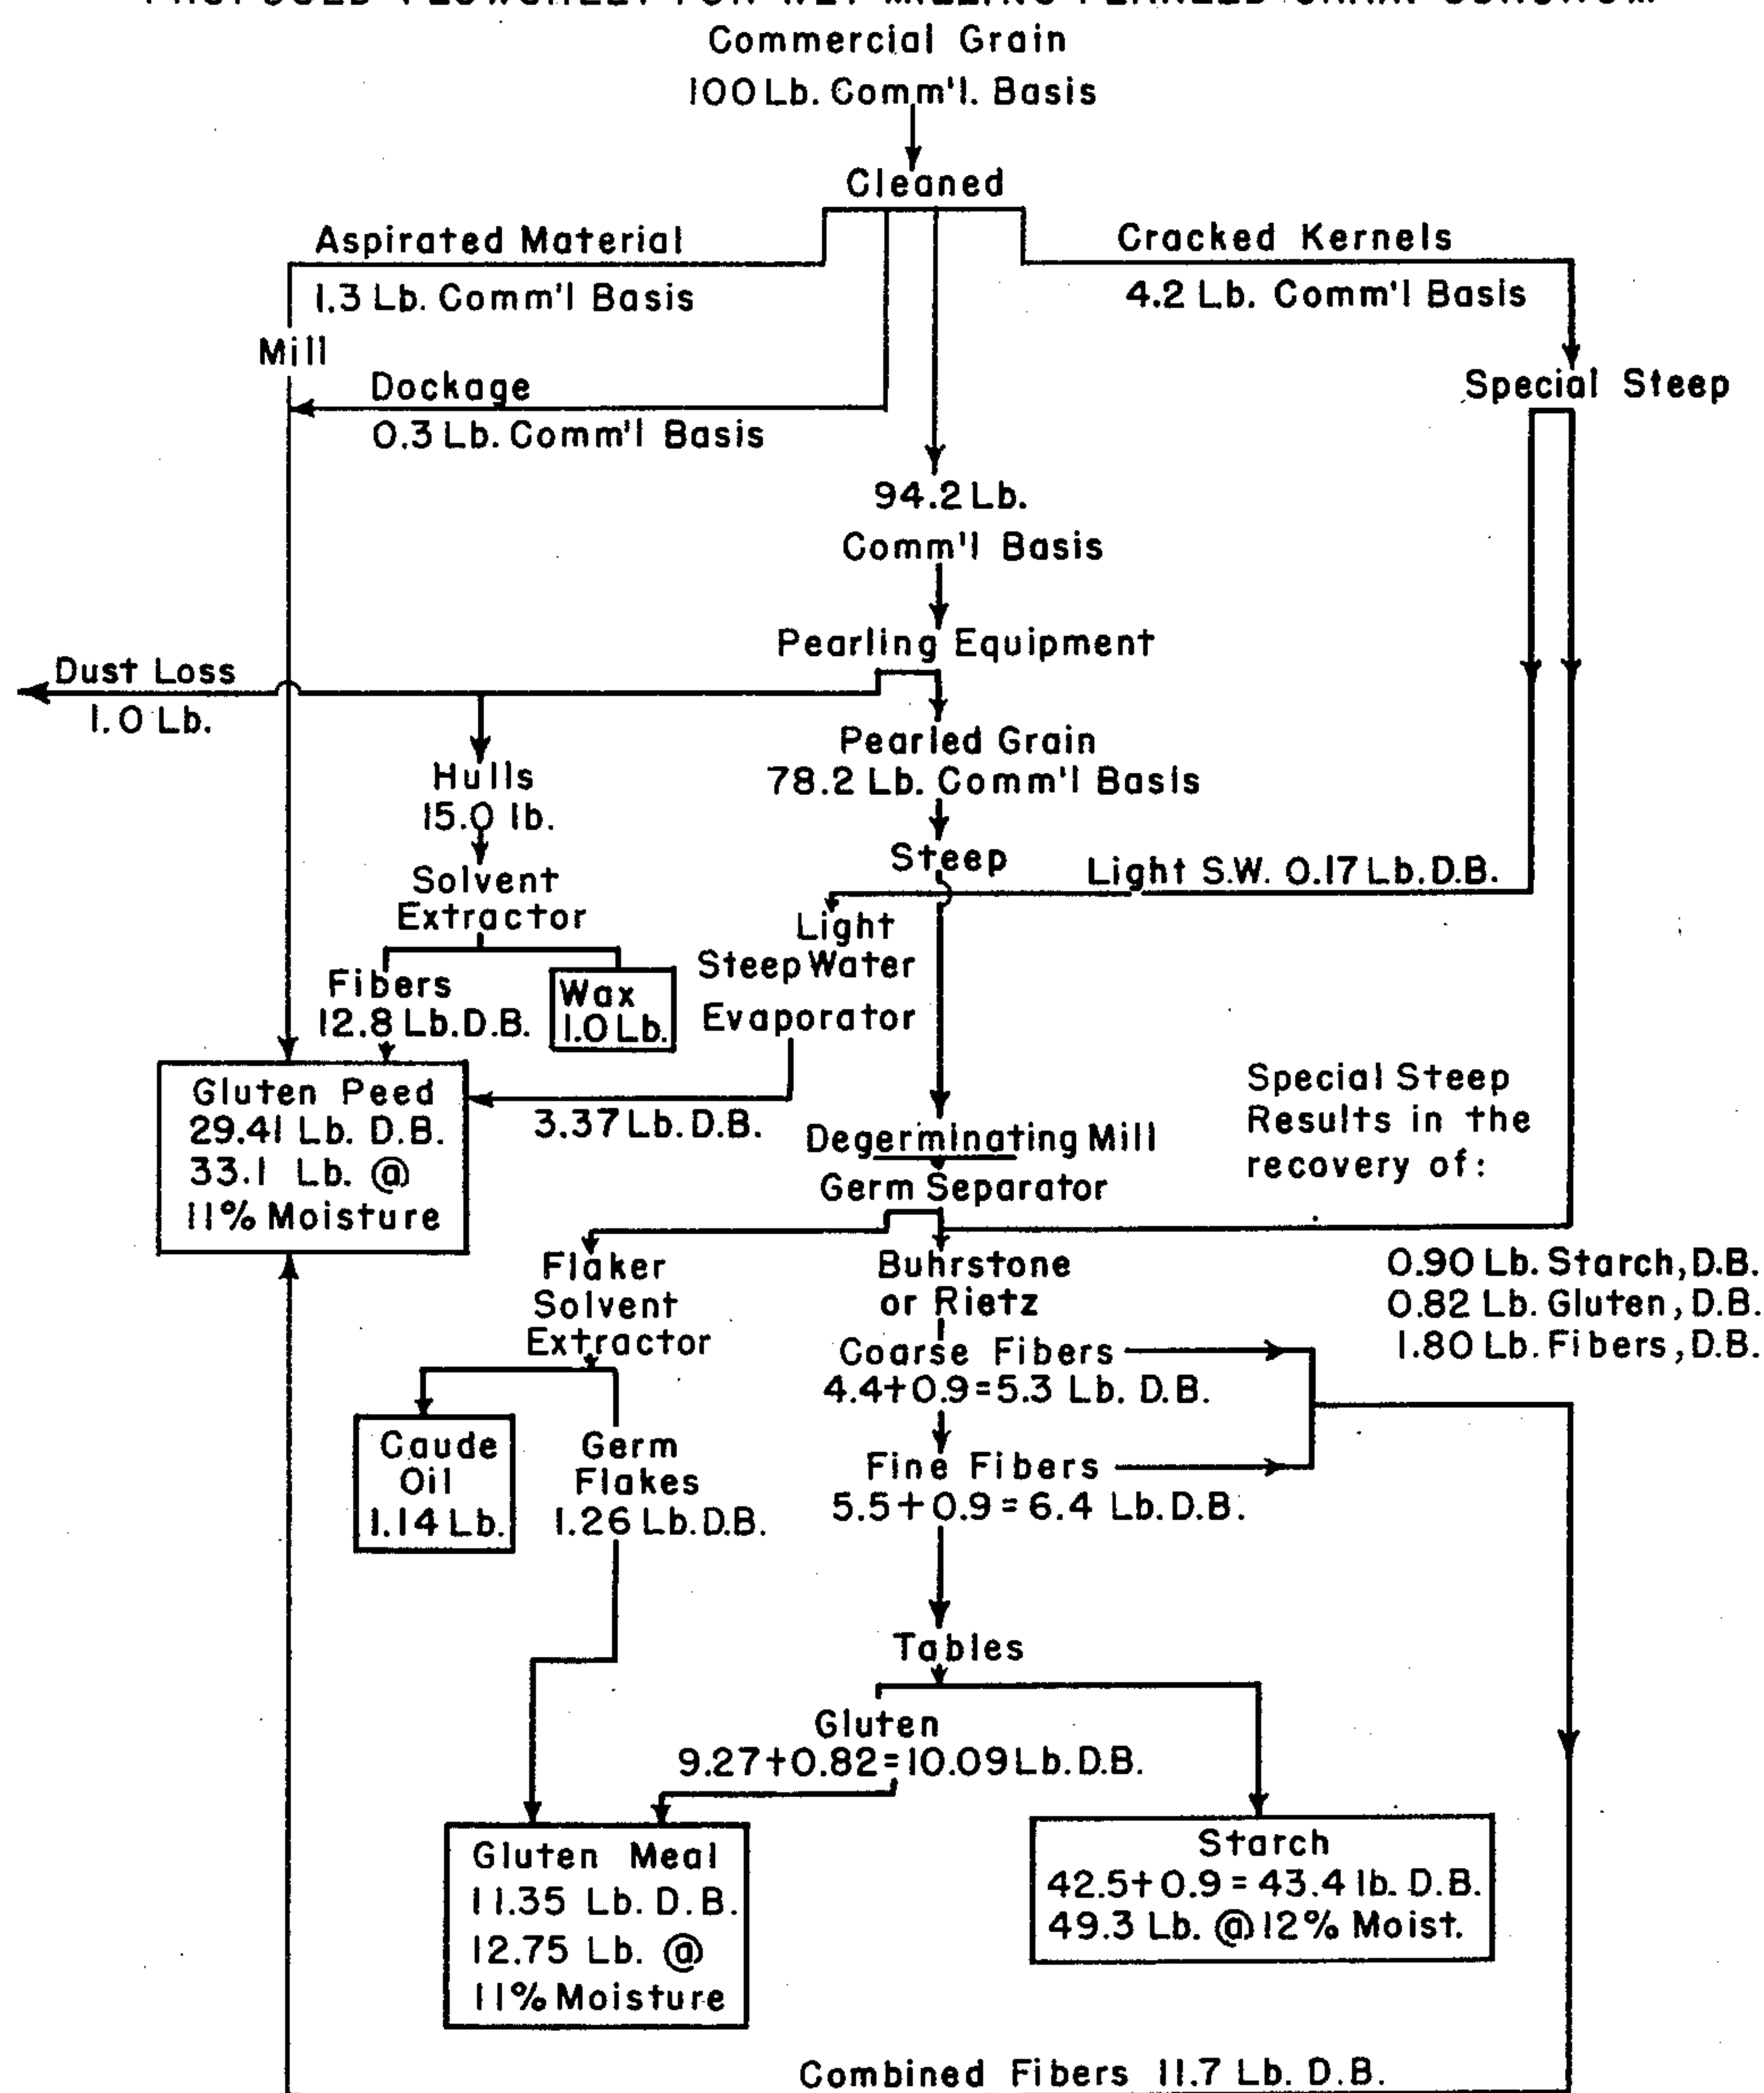 Commercial Grain
100 Lb. Comm'l. Basis
Cleaned
Aspirated Material
1.3 Lb. Comm'l Basis
Cracked Kernels
4.2 Lb. Comm'l Basis
Mill
Dockage
0.3 Lb. Comm'l Basis
Special Steep
94.2 Lb.
Comm'l Basis
Pearling Equipment
Dust Loss
1.0 Lb.
Pearled Grain
78.2 Lb. Comm'l Basis
Hulls
15.0 lb.
Steep
Light S.W. 0.17 Lb. D.B.
Solvent
Extractor
Light
Steep Water
Evaporator
Fibers
12.8 Lb. D.B.
Wax
1.0 Lb.
Gluten Peed
29.41 Lb. D.B.
33.1 Lb. @
11% Moisture
3.37 Lb. D.B.
Degerminating Mill
Germ Separator
Special Steep
Results in the
recovery of:
0.90 Lb. Starch, D.B.
0.82 Lb. Gluten, D.B.
1.80 Lb. Fibers, D.B.
Flaker
Solvent
Extractor
Buhrstone
or Rietz
Coarse Fibers
4.4+0.9=5.3 Lb. D.B.
Caude
Oil
1.14 Lb.
Germ
Flakes
1.26 Lb. D.B.
Fine Fibers
5.5+0.9=6.4 Lb. D.B.
Tables
Gluten
9.27+0.82=10.09 Lb. D.B.
Gluten Meal
11.35 Lb. D.B.
12.75 Lb. @
11% Moisture
Starch
42.5+0.9=43.4 lb. D.B.
49.3 Lb. @ 12% Moist.
Combined Fibers 11.7 Lb. D.B.